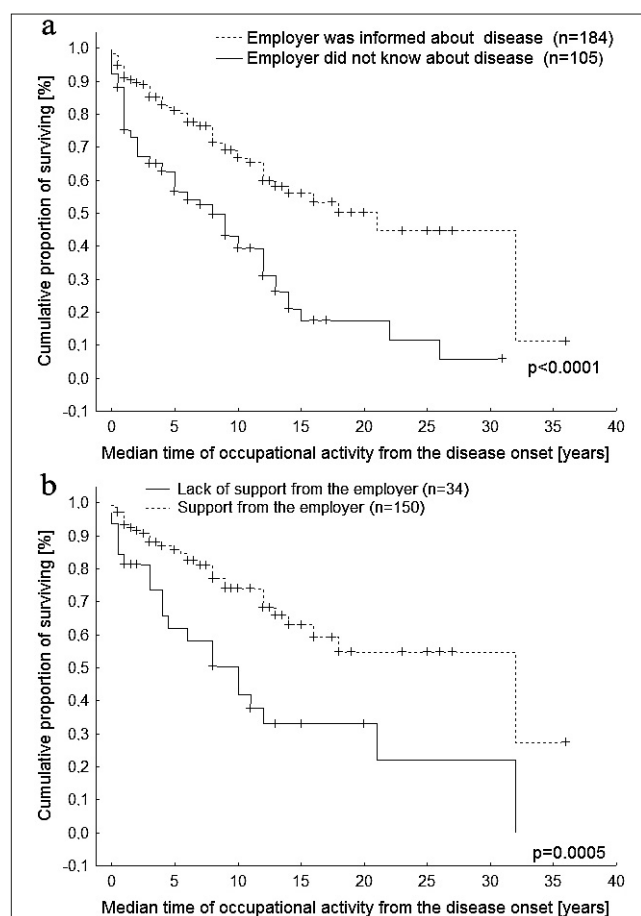 a
Employer was informed about disease (n=184)
Employer did not know about disease (n=105)
Cumulative proportion of surviving [%]
1.0
0.9
0.8
0.7
0.6
0.5
0.4
0.3
0.2
0.1
0.0
-0.1
p<0.0001
0 5 10 15 20 25 30 35 40
Median time of occupational activity from the disease onset [years]
b
Lack of support from the employer (n=34)
Support from the employer (n=150)
Cumulative proportion of surviving [%]
1.0
0.9
0.8
0.7
0.6
0.5
0.4
0.3
0.2
0.1
0.0
-0.1
p=0.0005
0 5 10 15 20 25 30 35 40
Median time of occupational activity from the disease onset [years]